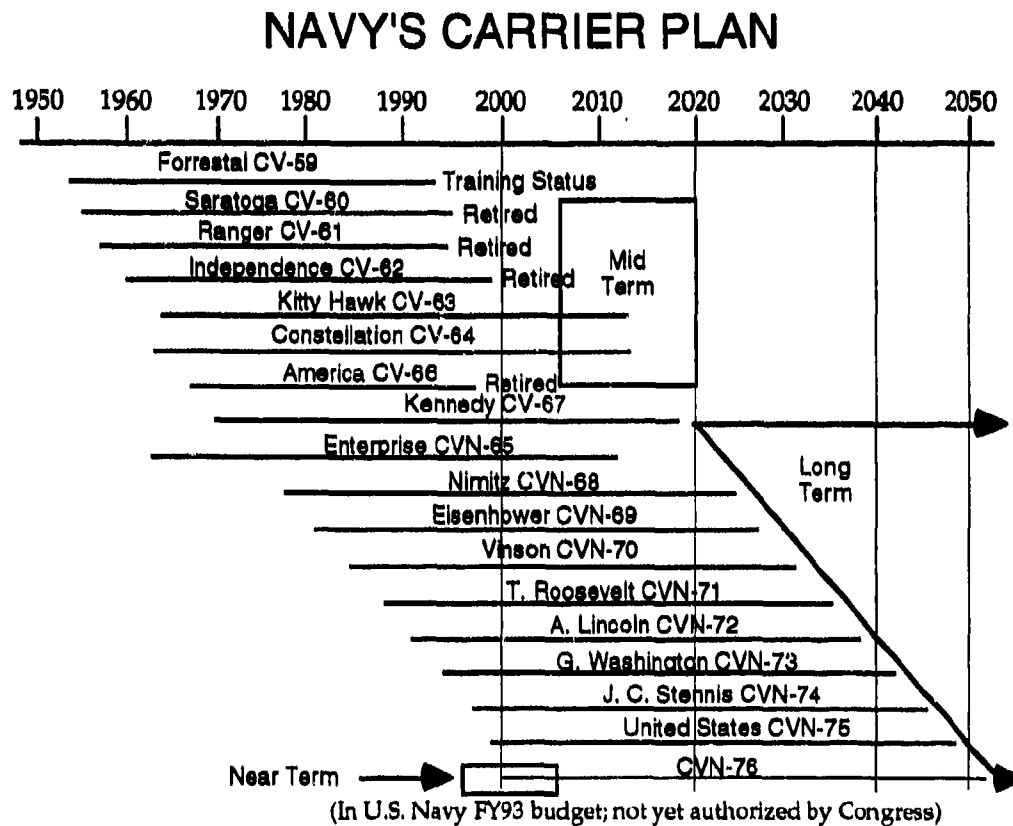 NAVY'S CARRIER PLAN
1950 1960 1970 1980 1990 2000 2010 2020 2030 2040 2050
Forrestal CV-59
Training Status
Saratoga CV-60
Retired
Ranger CV-61
Retired
Independence CV-62
Retired
Mid
Term
Kitty Hawk CV-63
Constellation CV-64
America CV-66
Retired
Kennedy CV-67
Enterprise CVN-65
Long
Term
Nimitz CVN-68
Eisenhower CVN-69
Vinson CVN-70
T. Roosevelt CVN-71
A. Lincoln CVN-72
G. Washington CVN-73
J. C. Stennis CVN-74
United States CVN-75
Near Term
CVN-76
(In U.S. Navy FY93 budget; not yet authorized by Congress)